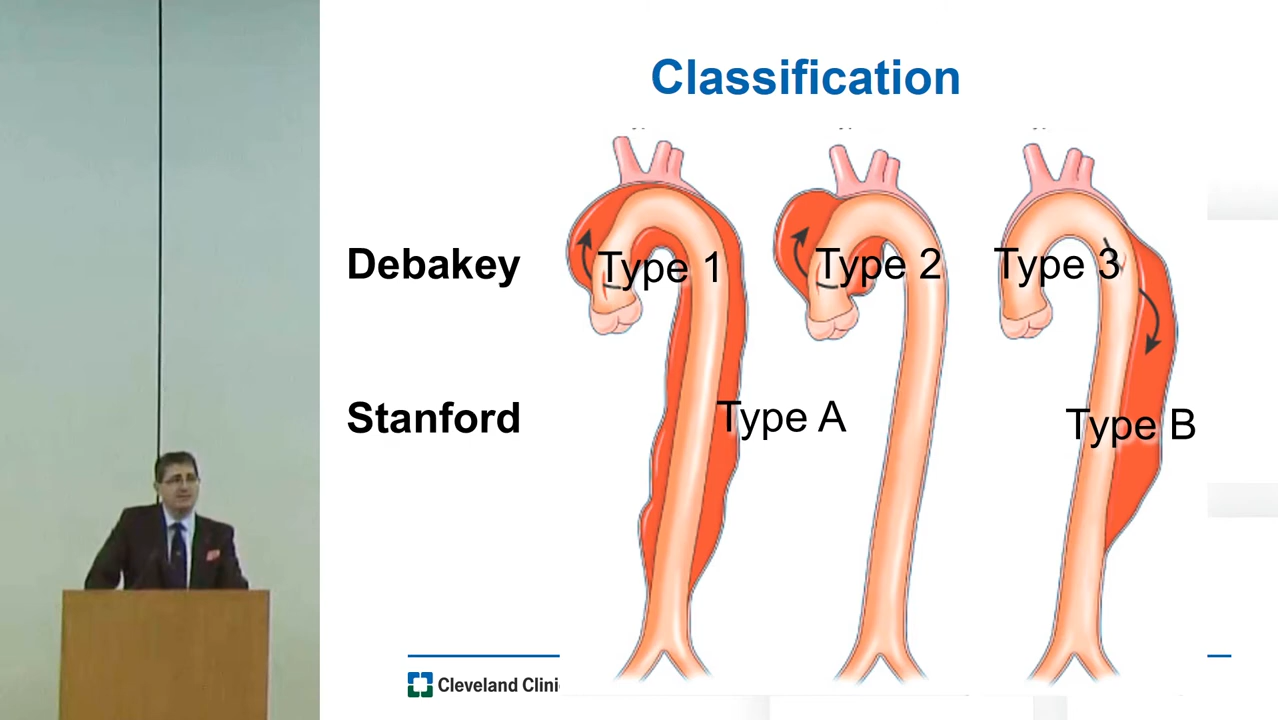 Classification
Debakey Type 1 Type 2 Type 3
Stanford Type A Type B
Cleveland Clini